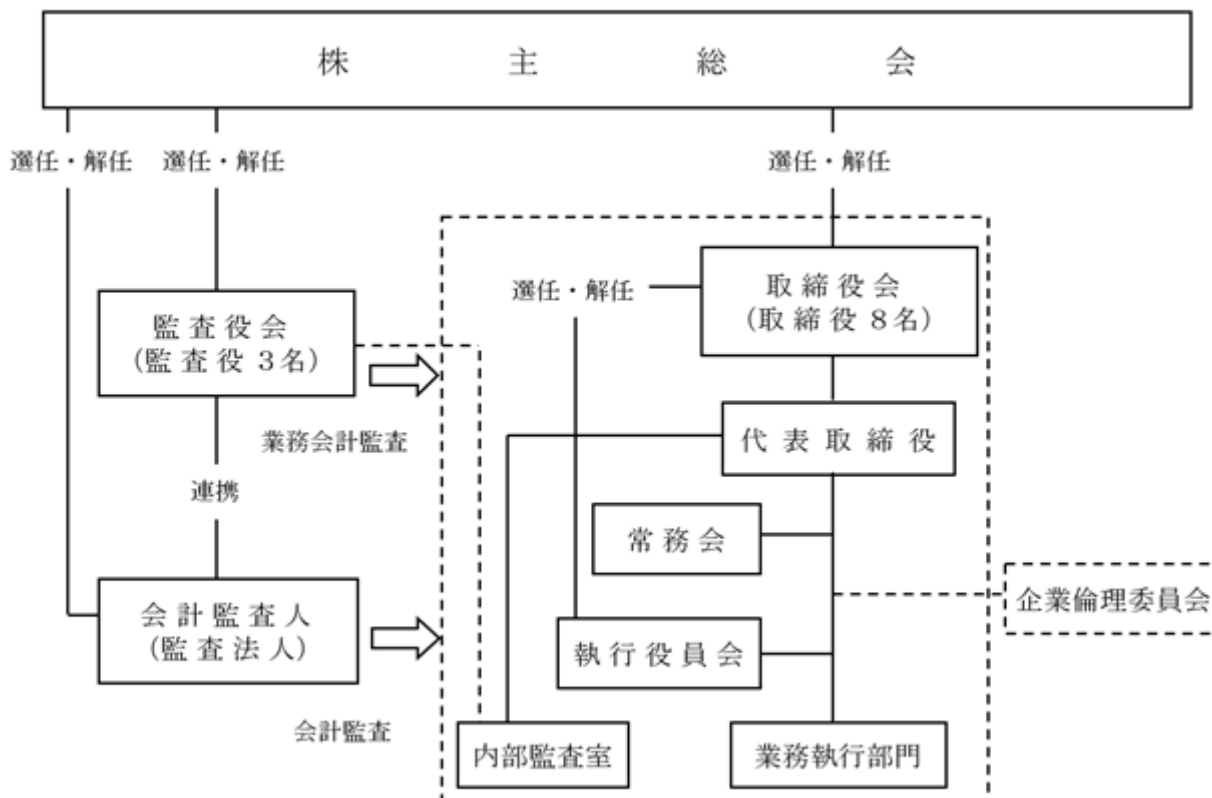 株主総会
選任・解任
選任・解任
選任・解任
選任・解任
取締役会
(取締役 8名)
監査役会
(監査役 3名)
業務会計監査
代表取締役
連携
常務会
企業倫理委員会
会計監査人
(監査法人)
執行役員会
会計監査
内部監査室
業務執行部門